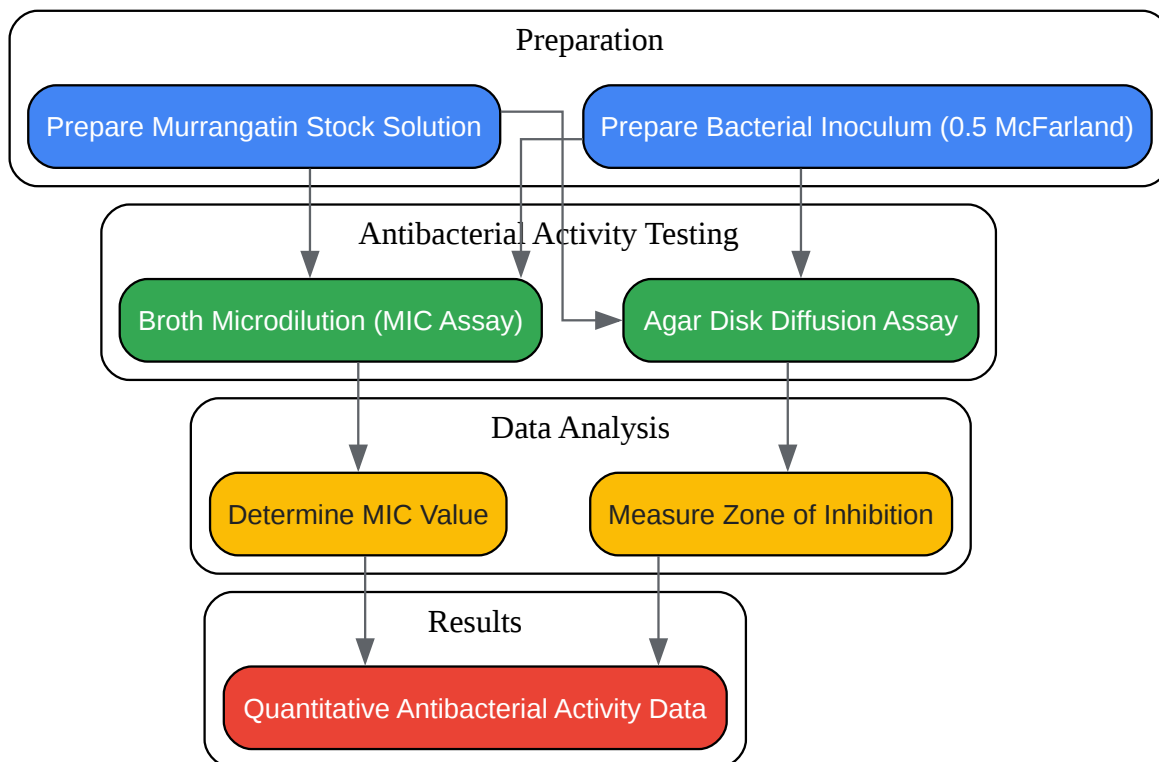 Preparation
Prepare Murrangatin Stock Solution
Prepare Bacterial Inoculum (0.5 McFarland)
Antibacterial Activity Testing
Broth Microdilution (MIC Assay)
Agar Disk Diffusion Assay
Data Analysis
Determine MIC Value
Measure Zone of Inhibition
Results
Quantitative Antibacterial Activity Data